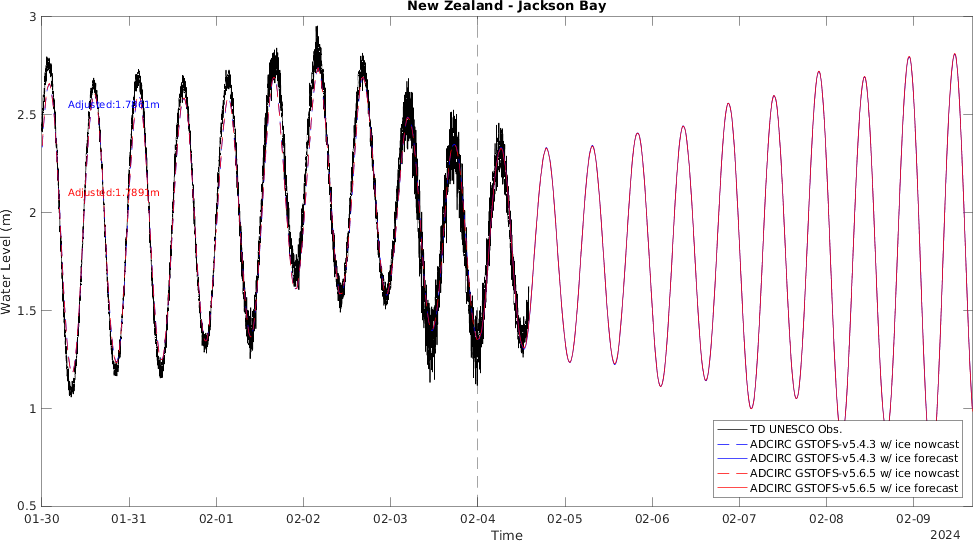 New Zealand - Jackson Bay
3
2.5
2
1.5
1
0.5
Water Level (m)
Adjusted:1.7861m
Adjusted:1.7891m
TD UNESCO Obs.
ADCIRC GSTOFS-v5.4.3 w/ ice nowcast
ADCIRC GSTOFS-v5.4.3 w/ ice forecast
ADCIRC GSTOFS-v5.6.5 w/ ice nowcast
ADCIRC GSTOFS-v5.6.5 w/ ice forecast
01-30 01-31 02-01 02-02 02-03 02-04 02-05 02-06 02-07 02-08 02-09
Time
2024